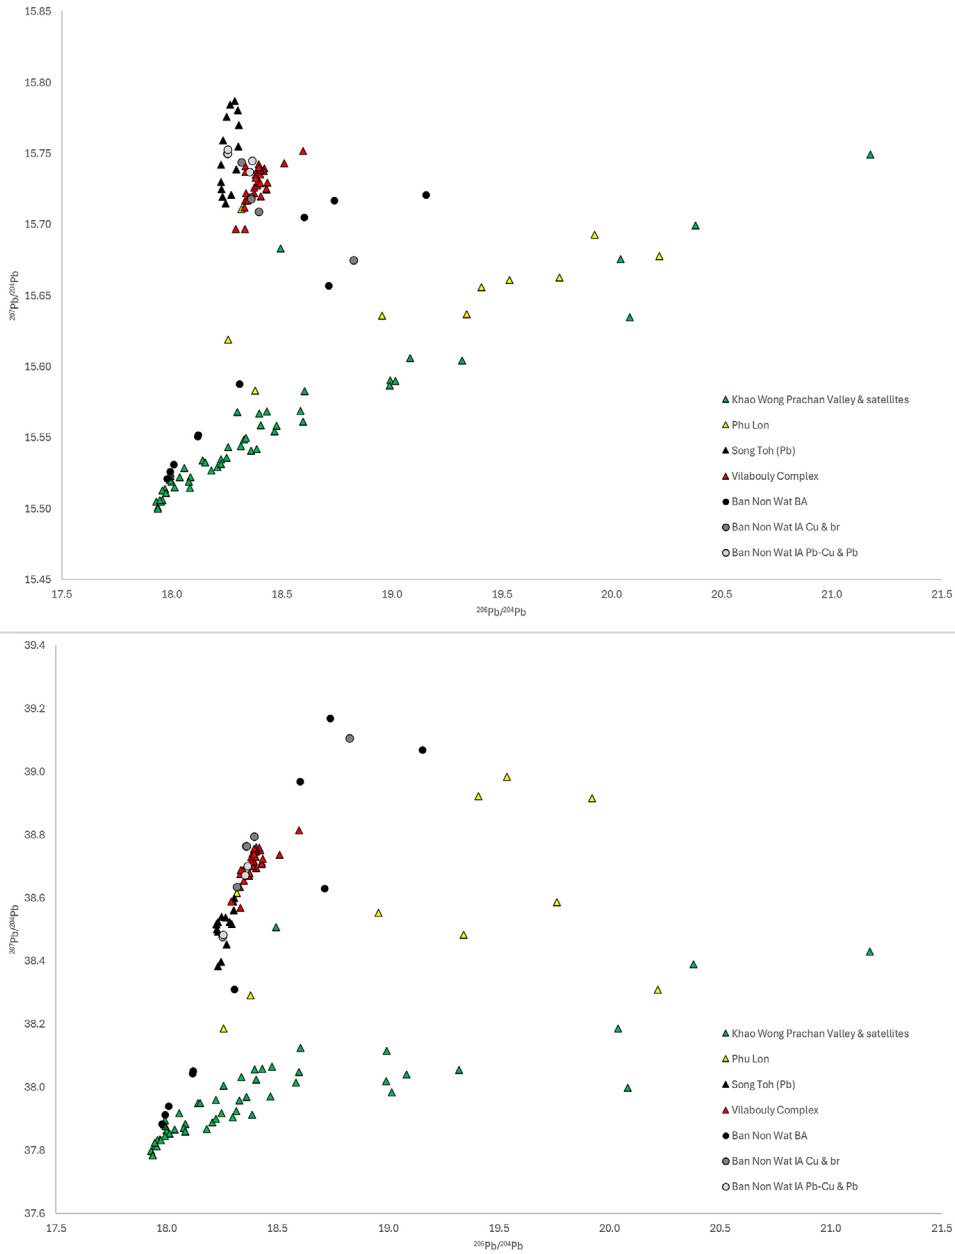 15.85
15.80
15.75
15.70
15.65
15.60
15.55
15.50
15.45
²⁰⁷Pb/²⁰⁴Pb
Khao Wong Prachan Valley & satellites
Phu Lon
Song Toh (Pb)
Vilabouly Complex
Ban Non Wat BA
Ban Non Wat IA Cu & br
Ban Non Wat IA Pb-Cu & Pb
17.5 18.0 18.5 19.0 19.5 20.0 20.5 21.0 21.5
²⁰⁶Pb/²⁰⁴Pb
39.4
39.2
39.0
38.8
38.6
38.4
38.2
38.0
37.8
37.6
²⁰⁷Pb/²⁰⁴Pb
Khao Wong Prachan Valley & satellites
Phu Lon
Song Toh (Pb)
Vilabouly Complex
Ban Non Wat BA
Ban Non Wat IA Cu & br
Ban Non Wat IA Pb-Cu & Pb
17.5 18.0 18.5 19.0 19.5 20.0 20.5 21.0 21.5
²⁰⁶Pb/²⁰⁴Pb